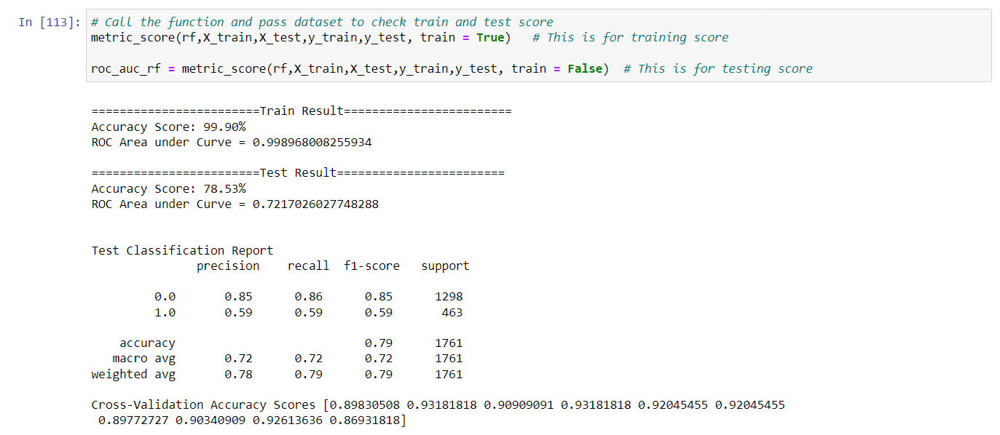 In [113]: # Call the function and pass dataset to check train and test score
metric_score(rf,X_train,X_test,y_train,y_test, train = True)   # This is for training score
roc_auc_rf = metric_score(rf,X_train,X_test,y_train,y_test, train = False)  # This is for testing score
========================Train Result========================
Accuracy Score: 99.90%
ROC Area under Curve = 0.998968008255934
========================Test Result========================
Accuracy Score: 78.53%
ROC Area under Curve = 0.7217026027748288
Test Classification Report
precision    recall  f1-score   support
0.0       0.85      0.86      0.85      1298
1.0       0.59      0.59      0.59       463
accuracy                           0.79      1761
macro avg       0.72      0.72      0.72      1761
weighted avg       0.78      0.79      0.79      1761
Cross-Validation Accuracy Scores [0.89830508 0.93181818 0.90909091 0.93181818 0.92045455 0.92045455
0.89772727 0.90340909 0.92613636 0.86931818]